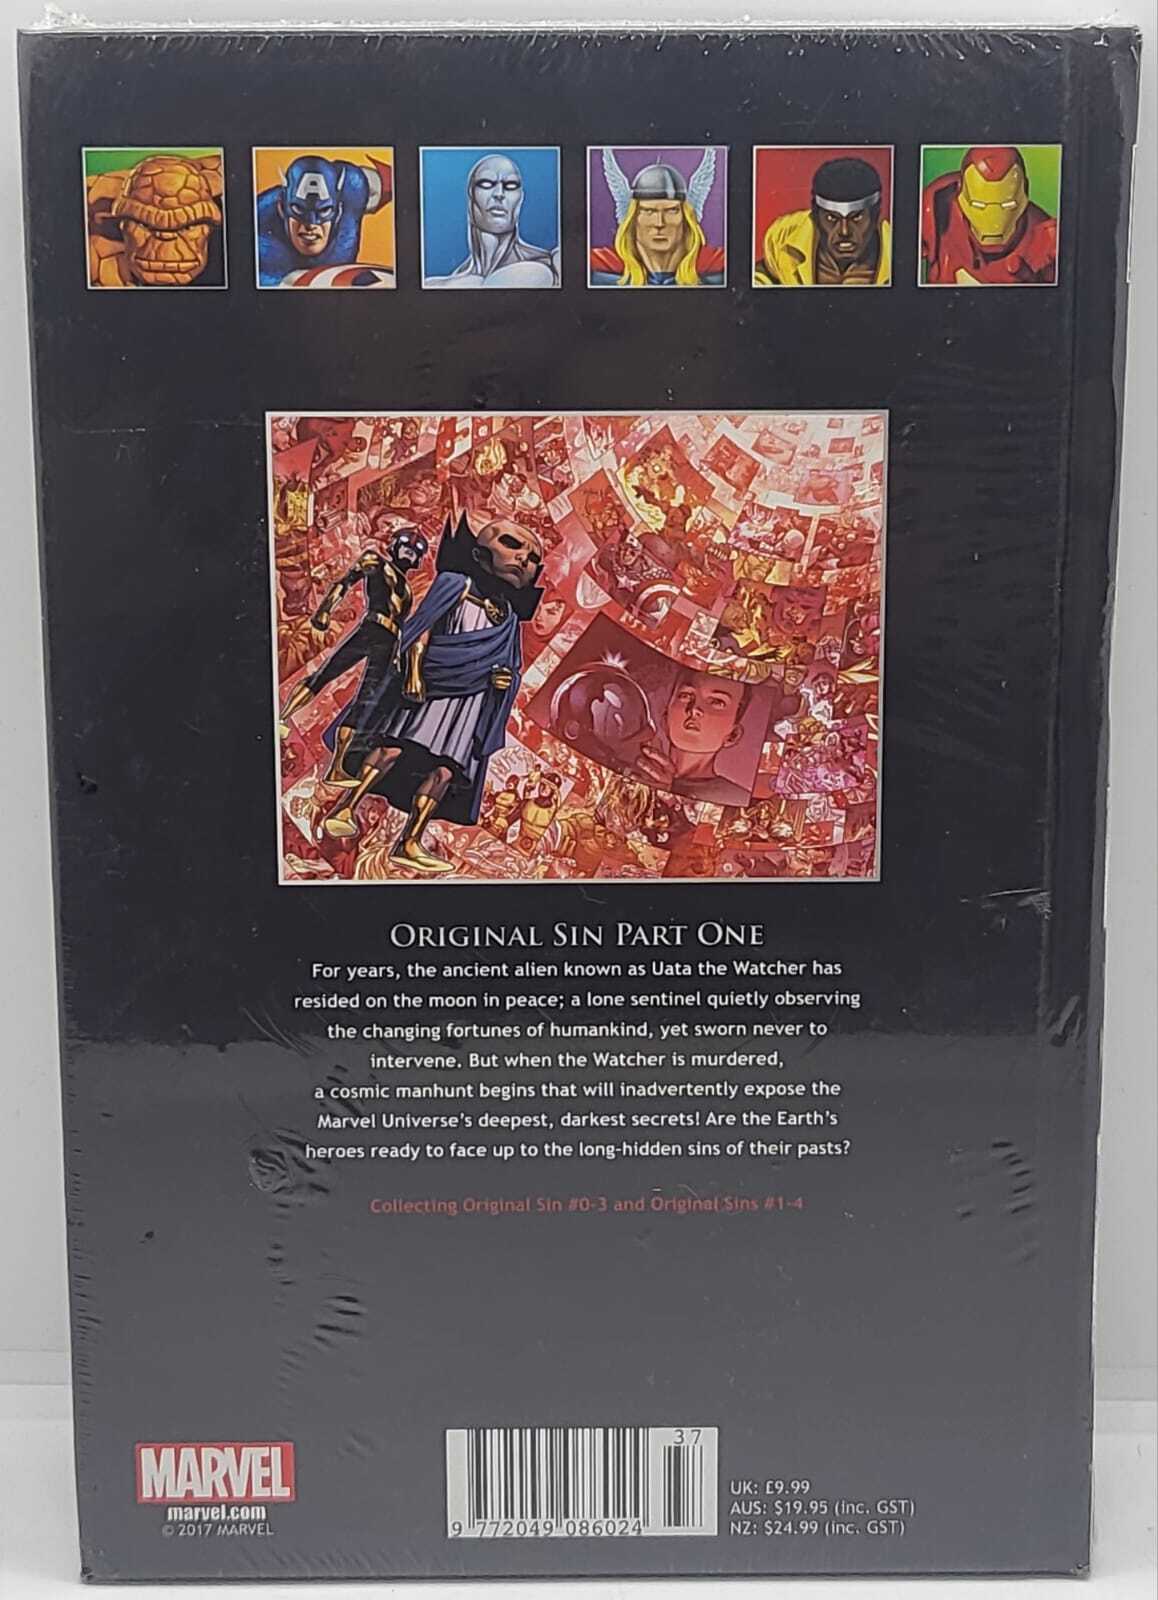 ORIGINAL SIN PART ONE
For years, the ancient alien known as Uata the Watcher has
resided on the moon in peace; a lone sentinel quietly observing
the changing fortunes of humankind, yet sworn never to
intervene. But when the Watcher is murdered,
a cosmic manhunt begins that will inadvertently expose the
Marvel Universe's deepest, darkest secrets! Are the Earth's
heroes ready to face up to the long-hidden sins of their pasts?
Collecting Original Sin #0-3 and Original Sins #1-4
MARVEL
marvel.com
© 2017 MARVEL
37
9 772049 086024
UK: £9.99
AUS: $19.95 (inc. GST)
NZ: $24.99 (inc. GST)